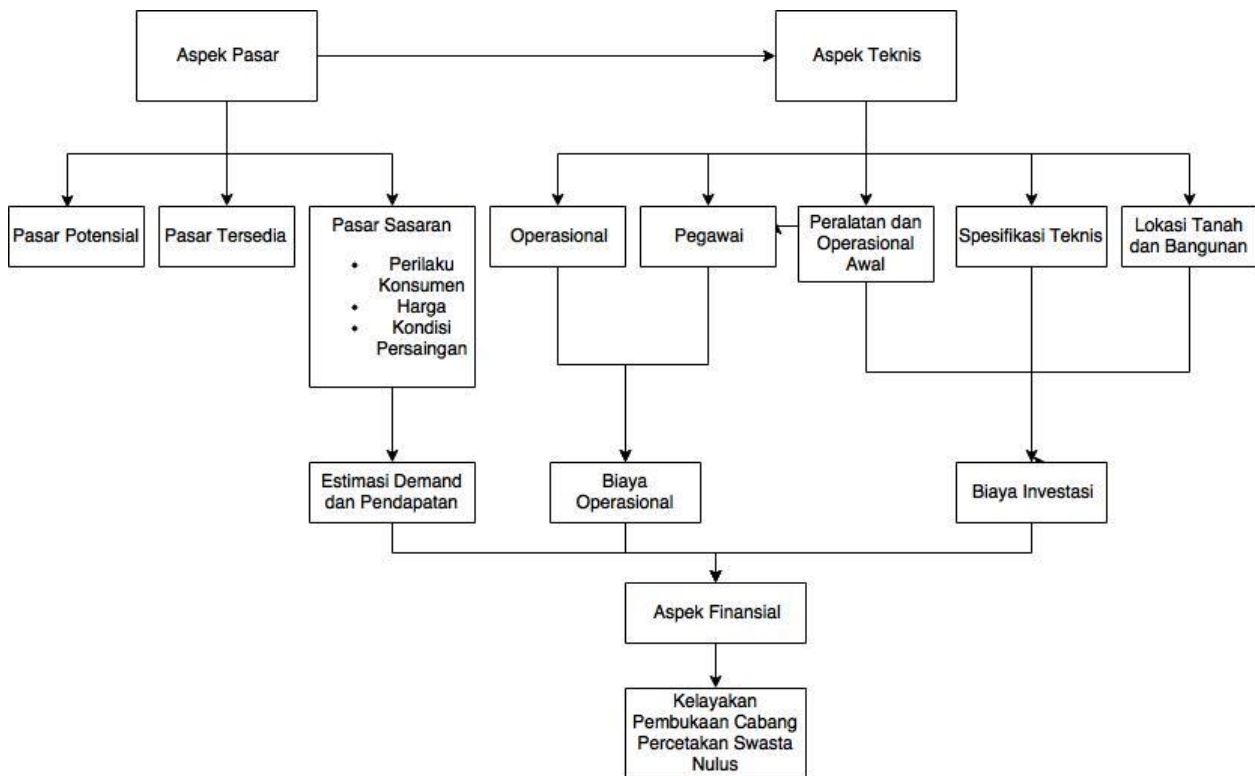 Aspek Pasar
Aspek Teknis
Pasar Potensial
Pasar Tersedia
Pasar Sasaran
• Perilaku
Konsumen
• Harga
• Kondisi
Persaingan
Operasional
Pegawai
Peralatan dan
Operasional
Awal
Spesifikasi Teknis
Lokasi Tanah
dan Bangunan
Estimasi Demand
dan Pendapatan
Biaya
Operasional
Biaya Investasi
Aspek Finansial
Kelayakan
Pembukaan Cabang
Percetakan Swasta
Nulus